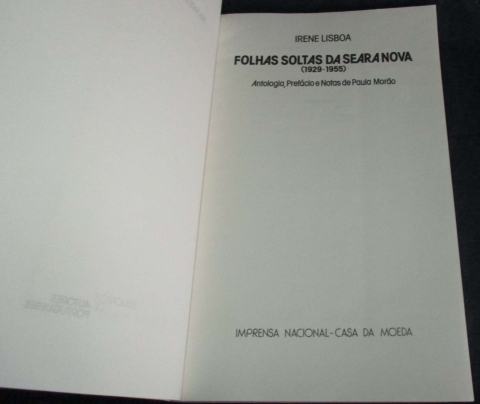 IRENE LISBOA
FOLHAS SOLTAS DA SEARA NOVA
(1929-1955)
Antologia, Prefácio e Notas de Paula Morão
IMPRENSA NACIONAL-CASA DA MOEDA